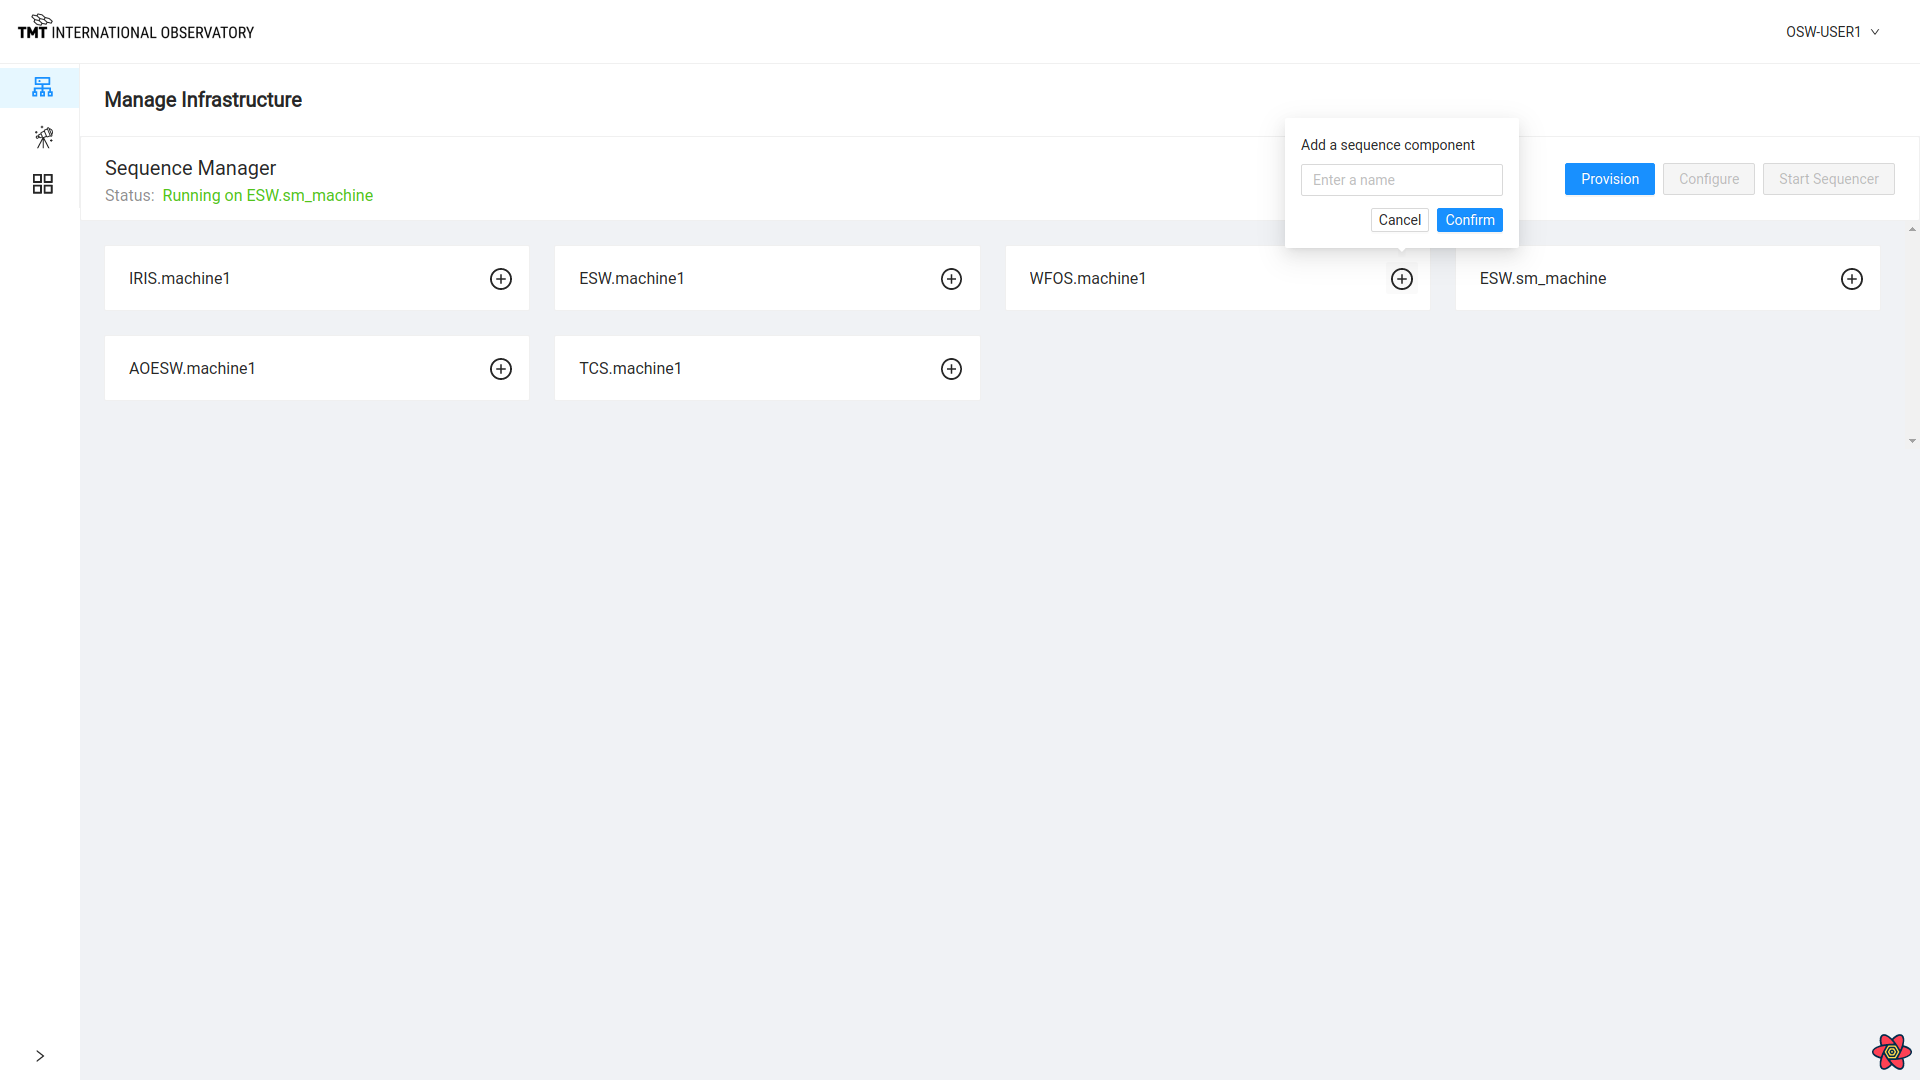 TMT INTERNATIONAL OBSERVATORY
OSW-USER1
Manage Infrastructure
Sequence Manager
Status: Running on ESW.sm_machine
Add a sequence component
Enter a name
Cancel Confirm
Provision Configure Start Sequencer
IRIS.machine1
ESW.machine1
WFOS.machine1
ESW.sm_machine
AOESW.machine1
TCS.machine1